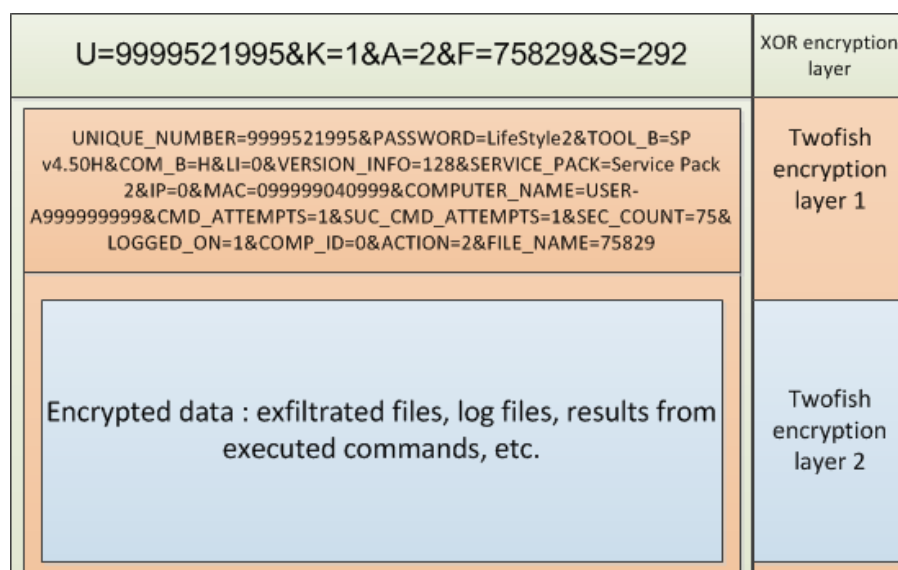 U=9999521995&K=1&A=2&F=75829&S=292
XOR encryption
layer
UNIQUE_NUMBER=9999521995&PASSWORD=LifeStyle2&TOOL_B=SP
v4.50H&COM_B=H&LI=0&VERSION_INFO=128&SERVICE_PACK=Service Pack
2&IP=0&MAC=099999040999&COMPUTER_NAME=USER-
A999999999&CMD_ATTEMPTS=1&SUC_CMD_ATTEMPTS=1&SEC_COUNT=75&
LOGGED_ON=1&COMP_ID=0&ACTION=2&FILE_NAME=75829
Twofish
encryption
layer 1
Encrypted data : exfiltrated files, log files, results from
executed commands, etc.
Twofish
encryption
layer 2